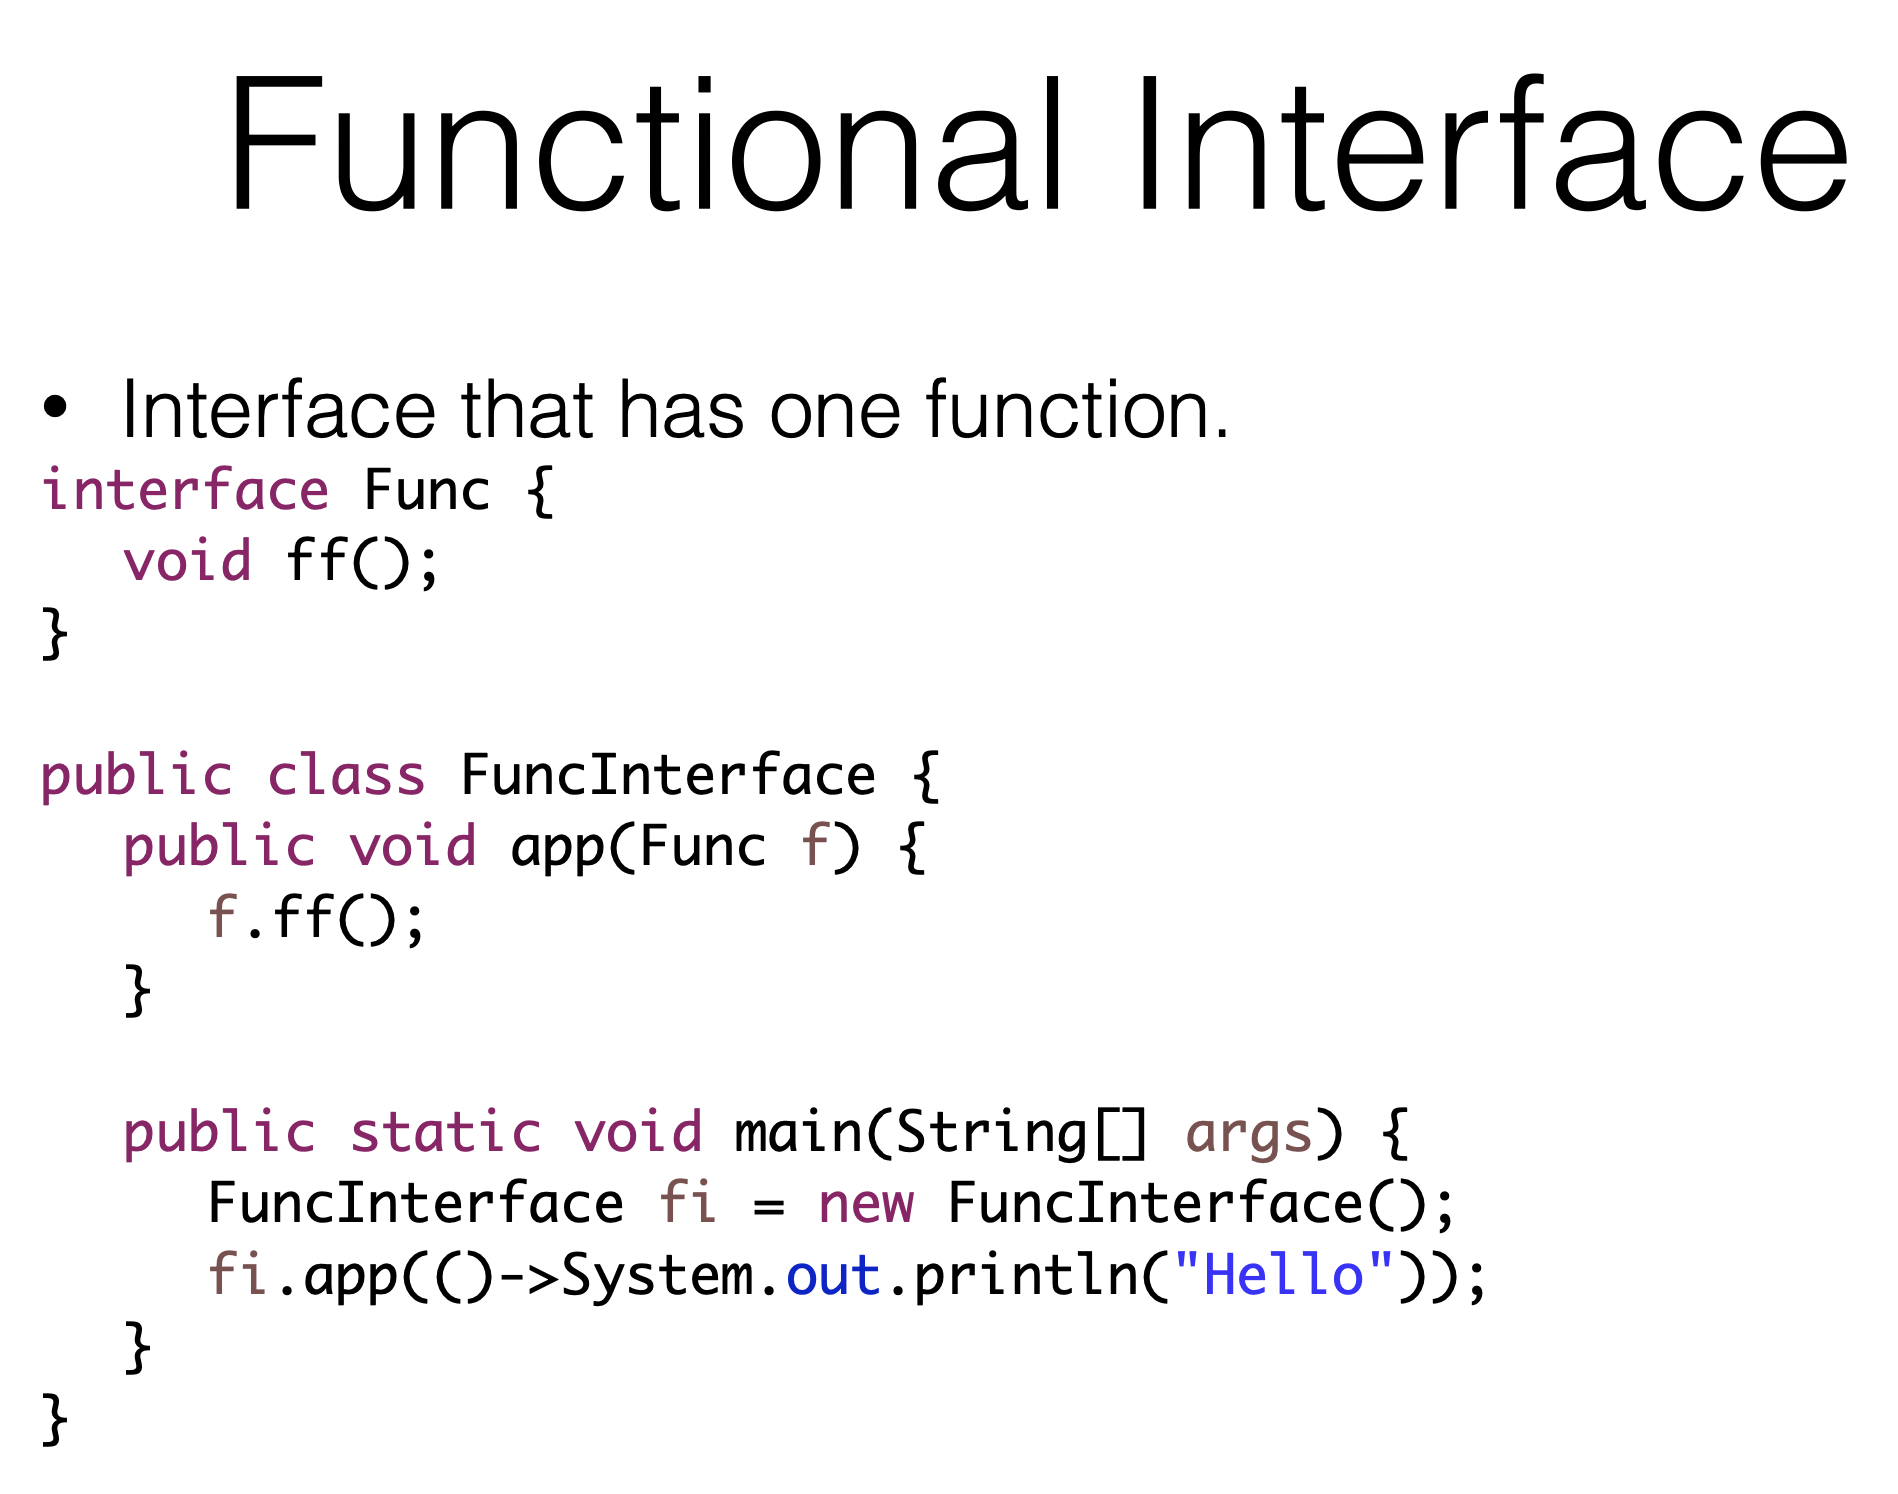 Functional Interface
• Interface that has one function.
interface Func {
   void ff();
}
public class FuncInterface {
   public void app(Func f) {
      f.ff();
   }
   public static void main(String[] args) {
      FuncInterface fi = new FuncInterface();
      fi.app(()->System.out.println("Hello"));
   }
}